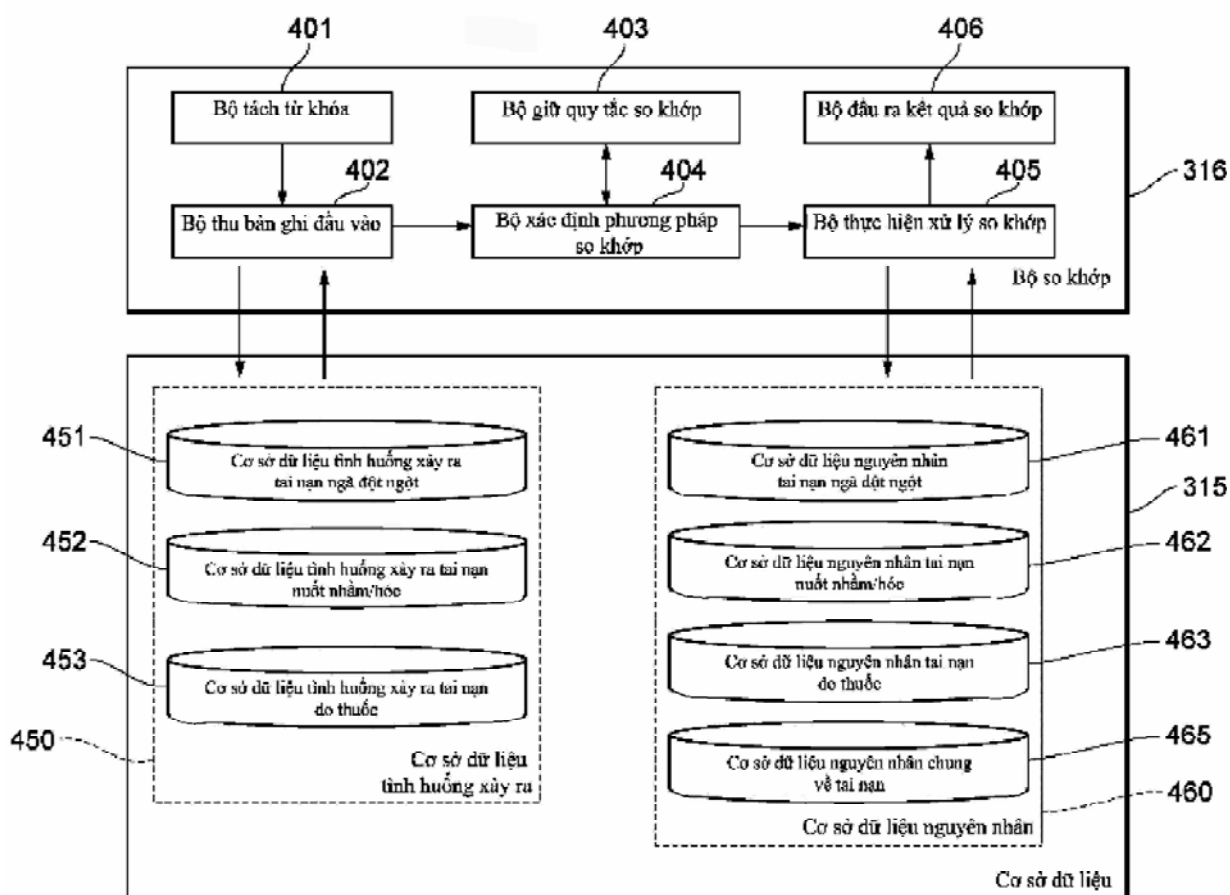 401
403
406
Bộ tách từ khóa
Bộ giữ quy tắc so khớp
Bộ đầu ra kết quả so khớp
402
404
405
316
Bộ thu bản ghi đầu vào
Bộ xác định phương pháp
so khớp
Bộ thực hiện xử lý so khớp
Bộ so khớp
451
Cơ sở dữ liệu tình huống xảy ra
tai nạn ngã đột ngột
452
Cơ sở dữ liệu tình huống xảy ra tai nạn
nuốt nhầm/hóc
453
Cơ sở dữ liệu tình huống xảy ra tai nạn
do thuốc
450
Cơ sở dữ liệu
tình huống xảy ra
461
Cơ sở dữ liệu nguyên nhân
tai nạn ngã đột ngột
315
462
Cơ sở dữ liệu nguyên nhân tai nạn
nuốt nhầm/hóc
463
Cơ sở dữ liệu nguyên nhân tai nạn
do thuốc
465
Cơ sở dữ liệu nguyên nhân chung
về tai nạn
460
Cơ sở dữ liệu nguyên nhân
Cơ sở dữ liệu